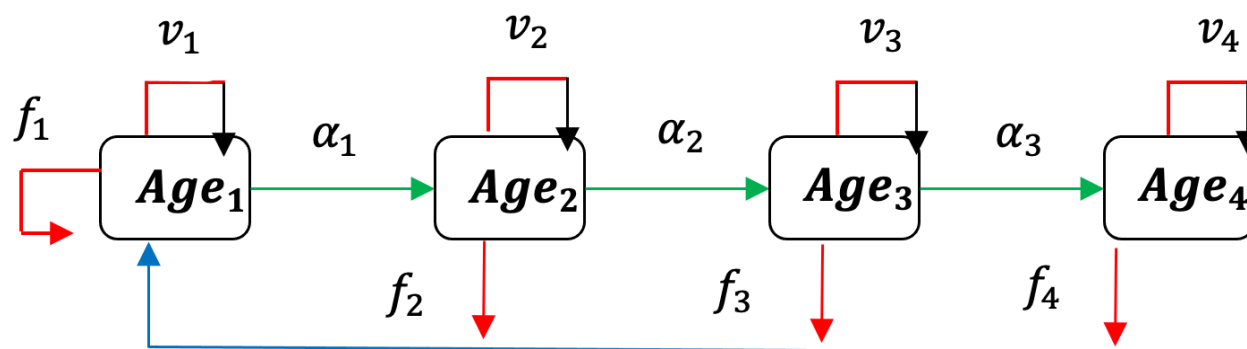 v₁ v₂ v₃ v₄
f₁ α₁ α₂ α₃
Age₁ Age₂ Age₃ Age₄
f₂ f₃ f₄